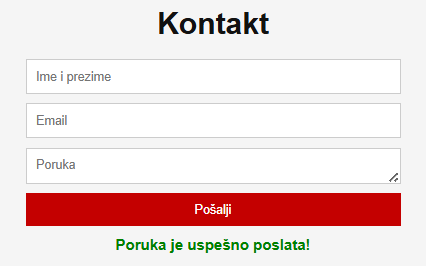 Kontakt
Ime i prezime
Email
Poruka
Pošalji
Poruka je uspešno poslata!